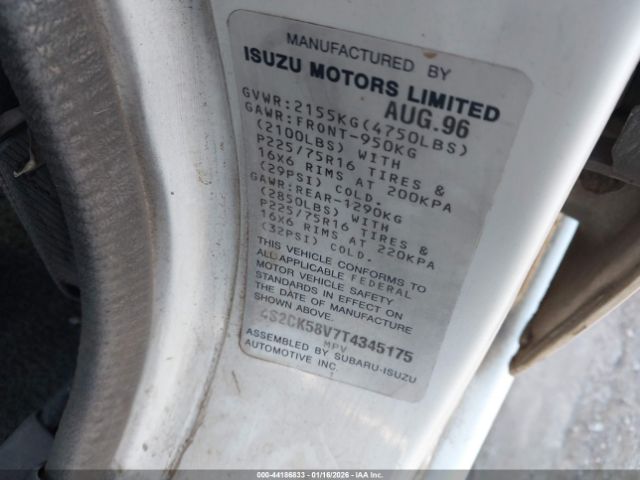 MANUFACTURED BY
ISUZU MOTORS LIMITED
AUG.96
GVWR:2155KG(4750LBS)
GAWR:FRONT-950KG
(2100LBS) WITH
P225/75R16 TIRES &
16X6 RIMS AT 200KPA
(29PSI) COLD.
GAWR:REAR-1290KG
(2850LBS) WITH
P225/75R16 TIRES &
16X6 RIMS AT 220KPA
(32PSI) COLD.
THIS VEHICLE CONFORMS TO
ALL APPLICABLE FEDERAL
MOTOR VEHICLE SAFETY
STANDARDS IN EFFECT ON
THE DATE OF MANUFACTURE
SHOWN ABOVE.
4S2CK58V7T4345175
MPV
ASSEMBLED BY SUBARU-ISUZU
AUTOMOTIVE INC.
000-44186833 - 01/16/2026 - IAA Inc.